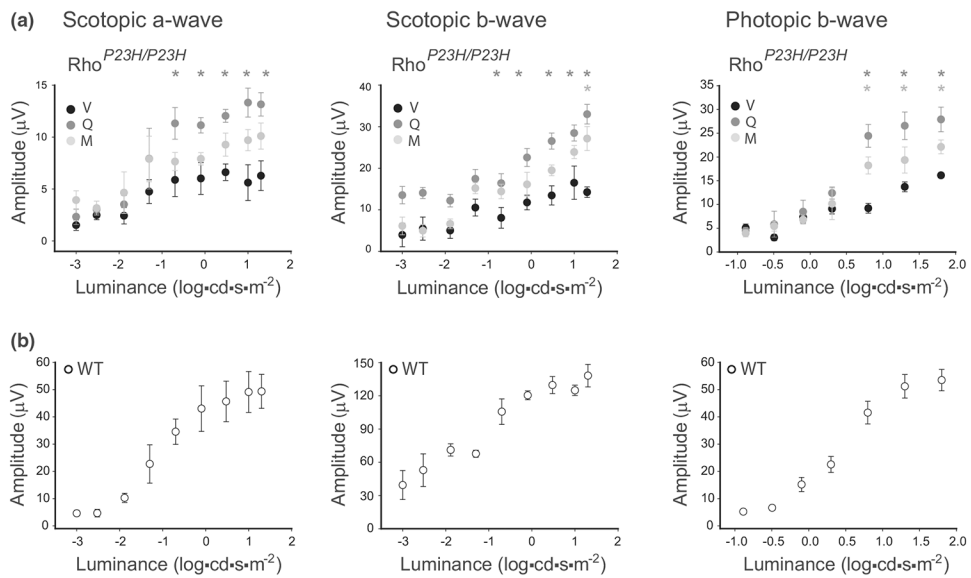 (a)
Scotopic a-wave
Scotopic b-wave
Photopic b-wave
Rho P23H/P23H
* * * * *
V
Q
M
15
10
5
0
Amplitude (µV)
-3 -2 -1 0 1 2
Luminance (log▪cd▪s▪m-2)
Rho P23H/P23H
* * * * *
*
V
Q
M
40
30
20
10
0
Amplitude (µV)
-3 -2 -1 0 1 2
Luminance (log▪cd▪s▪m-2)
Rho P23H/P23H
* * *
* * *
V
Q
M
35
30
25
20
15
10
5
0
Amplitude (µV)
-1.0 -0.5 0.0 0.5 1.0 1.5 2.0
Luminance (log▪cd▪s▪m-2)
(b)
WT
60
50
40
30
20
10
0
Amplitude (µV)
-3 -2 -1 0 1 2
Luminance (log▪cd▪s▪m-2)
WT
150
120
90
60
30
0
Amplitude (µV)
-3 -2 -1 0 1 2
Luminance (log▪cd▪s▪m-2)
WT
60
50
40
30
20
10
0
Amplitude (µV)
-1.0 -0.5 0.0 0.5 1.0 1.5 2.0
Luminance (log▪cd▪s▪m-2)